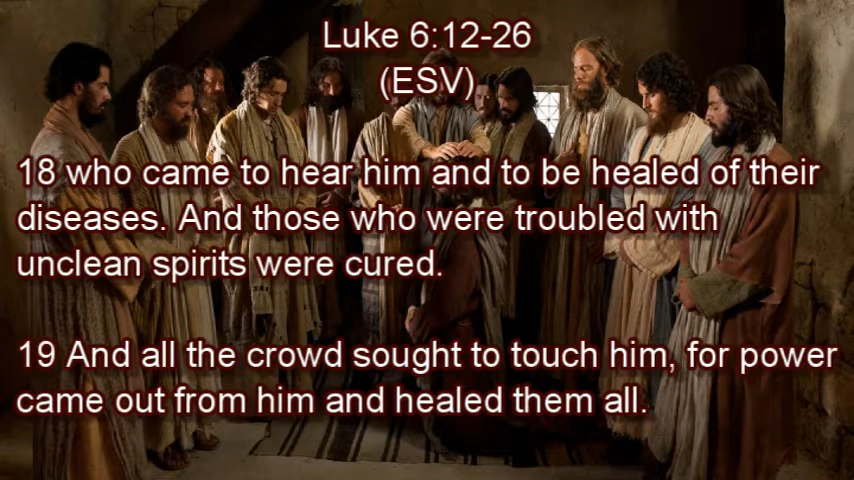 Luke 6:12-26
(ESV)
18 who came to hear him and to be healed of their
diseases. And those who were troubled with
unclean spirits were cured.
19 And all the crowd sought to touch him, for power
came out from him and healed them all.